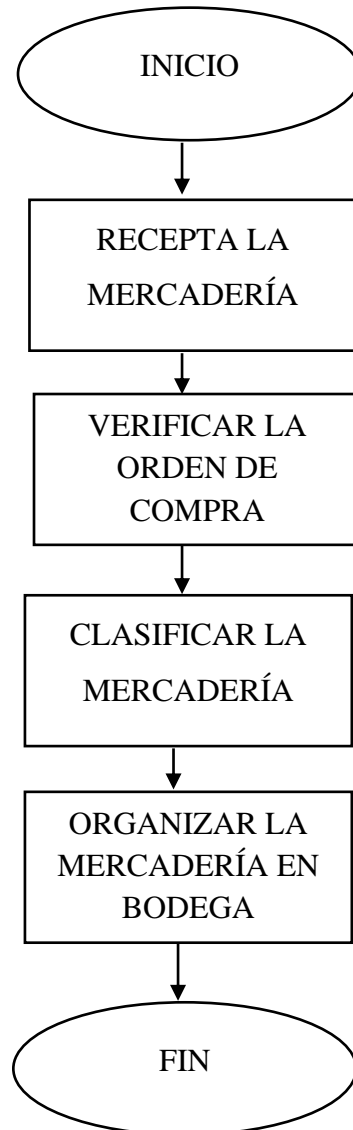 INICIO
RECEPTA LA
MERCADERÍA
VERIFICAR LA
ORDEN DE
COMPRA
CLASIFICAR LA
MERCADERÍA
ORGANIZAR LA
MERCADERÍA EN
BODEGA
FIN